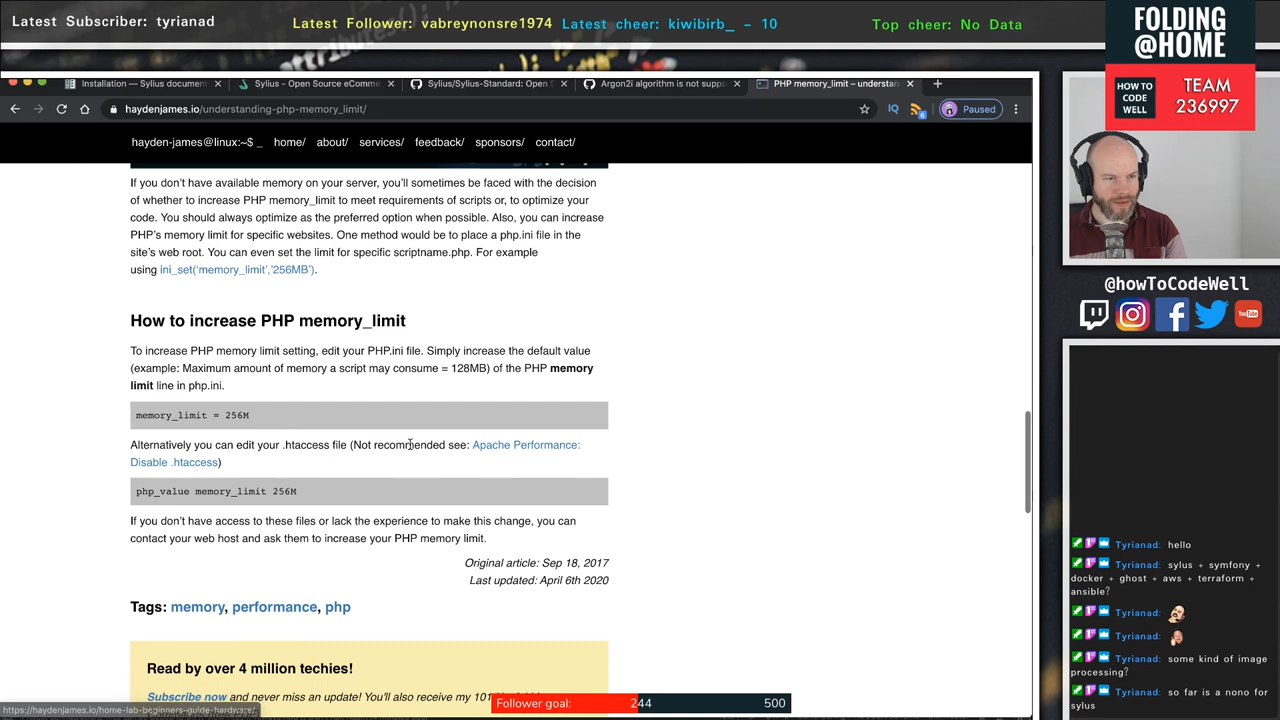 Latest Subscriber: tyrianad
Latest Follower: vabreynonsre1974
Latest cheer: kiwibirb_ - 10
Top cheer: No Data
FOLDING
@HOME
HOW TO
CODE
WELL
TEAM
236997
Installation — Sylius document
Sylius - Open Source eComme
Sylius/Sylius-Standard: Open S
Argon2i algorithm is not suppo
PHP memory_limit – understan
haydenjames.io/understanding-php-memory_limit/
Paused
hayden-james@linux:~$ _ home/ about/ services/ feedback/ sponsors/ contact/
If you don’t have available memory on your server, you’ll sometimes be faced with the decision
of whether to increase PHP memory_limit to meet requirements of scripts or, to optimize your
code. You should always optimize as the preferred option when possible. Also, you can increase
PHP’s memory limit for specific websites. One method would be to place a php.ini file in the
site’s web root. You can even set the limit for specific scriptname.php. For example
using ini_set(‘memory_limit’,’256MB’).
How to increase PHP memory_limit
To increase PHP memory limit setting, edit your PHP.ini file. Simply increase the default value
(example: Maximum amount of memory a script may consume = 128MB) of the PHP memory
limit line in php.ini.
memory_limit = 256M
Alternatively you can edit your .htaccess file (Not recommended see: Apache Performance:
Disable .htaccess)
php_value memory_limit 256M
If you don’t have access to these files or lack the experience to make this change, you can
contact your web host and ask them to increase your PHP memory limit.
Original article: Sep 18, 2017
Last updated: April 6th 2020
Tags: memory, performance, php
Read by over 4 million techies!
Subscribe now and never miss an update! You’ll also receive my 101
https://haydenjames.io/home-lab-beginners-guide-hardware/
Follower goal: 244 500
@howToCodeWell
You Tube
Tyrianad: hello
Tyrianad: sylus + symfony +
docker + ghost + aws + terraform +
ansible?
Tyrianad:
Tyrianad:
Tyrianad: some kind of image
processing?
Tyrianad: so far is a nono for
sylus